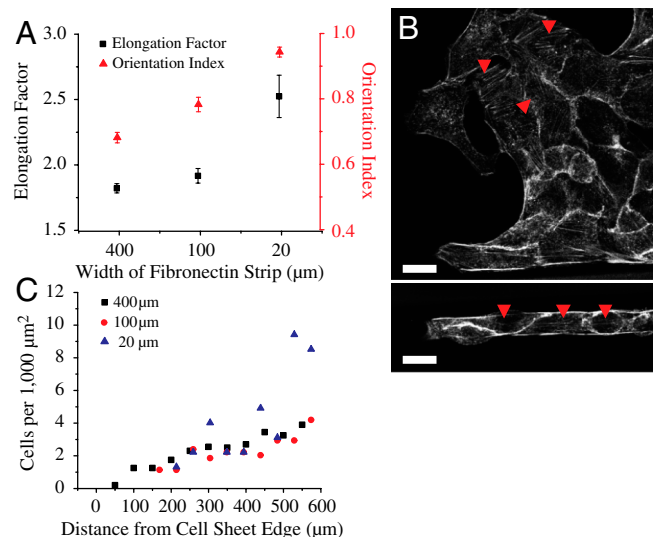 A
3.0
2.5
2.0
1.5
Elongation Factor
Elongation Factor
Orientation Index
1.0
0.8
0.6
0.4
Orientation Index
400
100
20
Width of Fibronectin Strip (μm)
B
C
12
10
8
6
4
2
0
Cells per 1,000 μm²
400μm
100μm
20 μm
0
100
200
300
400
500
600
Distance from Cell Sheet Edge (μm)